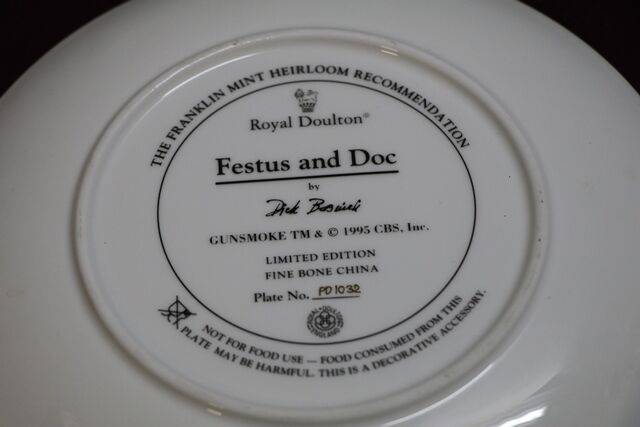 THE FRANKLIN MINT HEIRLOOM RECOMMENDATION
Royal Doulton®
Festus and Doc
by
Dick
GUNSMOKE TM & © 1995 CBS, Inc.
LIMITED EDITION
FINE BONE CHINA
Plate No. PD1032
NOT FOR FOOD USE — FOOD CONSUMED FROM THIS
PLATE MAY BE HARMFUL. THIS IS A DECORATIVE ACCESSORY.